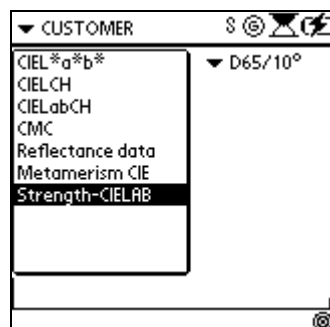 CUSTOMER S G
CIEL*a*b* D65/10°
CIELCH
CIELabCH
CMC
Reflectance data
Metamerism CIE
Strength-CIELAB